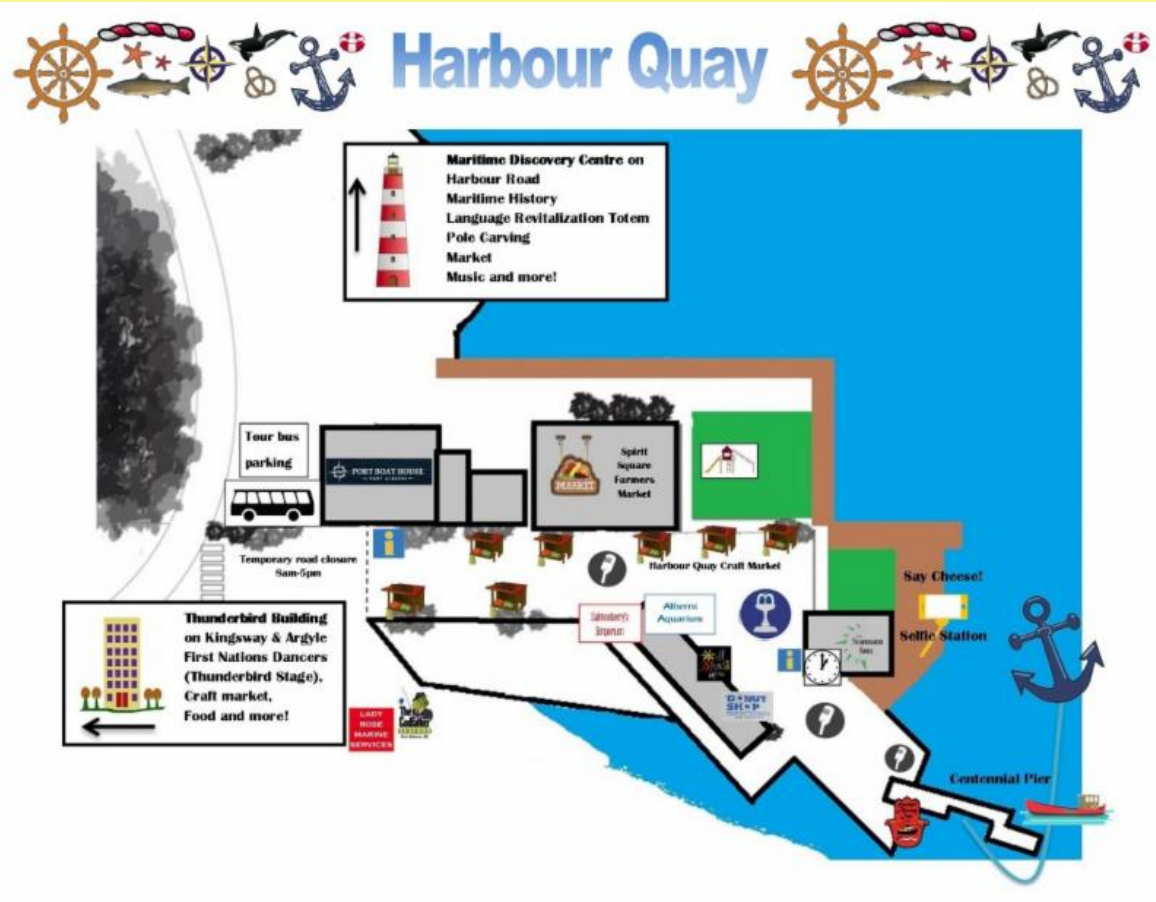 Harbour Quay
Maritime Discovery Centre on
Harbour Road
Maritime History
Language Revitalization Totem
Pole Carving
Market
Music and more!
Tour bus
parking
PORT BOAT HOUSE
MARKET
Spirit
Square
Farmers
Market
Temporary road closure
8am-5pm
Harbour Quay Craft Market
Say Cheese!
Selfie Station
Thunderbird Building
on Kingsway & Argyle
First Nations Dancers
(Thunderbird Stage),
Craft market,
Food and more!
Salmonberry's
Emporium
Alberni
Aquarium
LADY
ROSE
MARINE
SERVICES
The
DONUT
SHOP
Centennial Pier